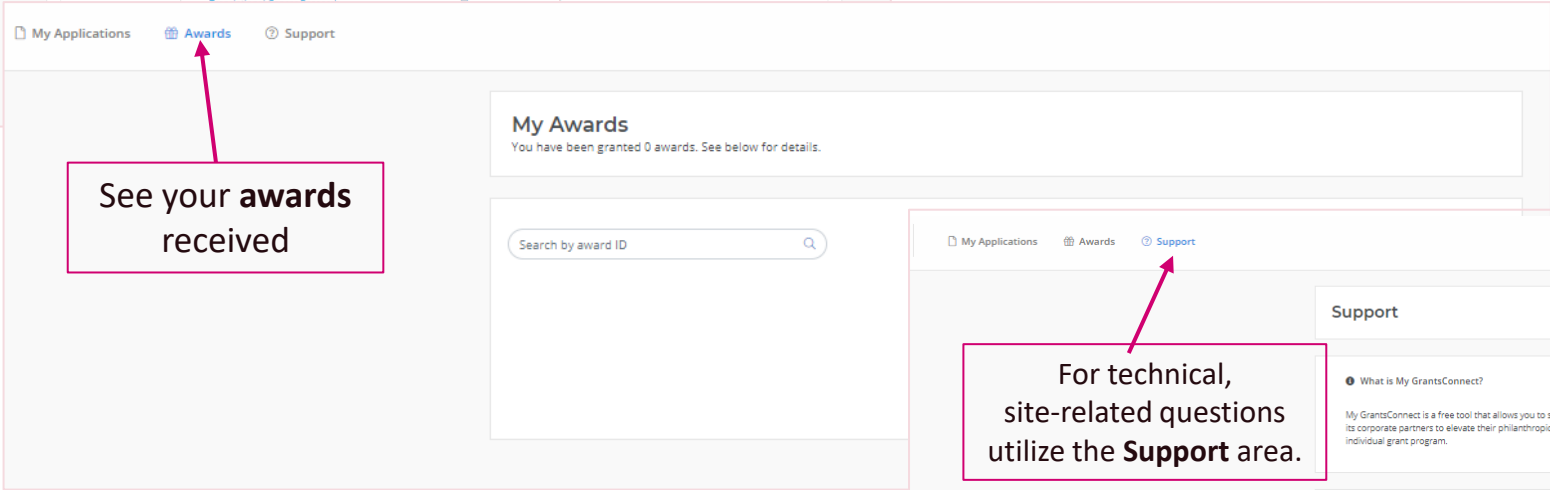 My Applications Awards Support
My Awards
You have been granted 0 awards. See below for details.
See your awards
received
Search by award ID
My Applications Awards Support
Support
For technical,
site-related questions
utilize the Support area.
What is My GrantsConnect?
My GrantsConnect is a free tool that allows you to
its corporate partners to elevate their
individual grant program.